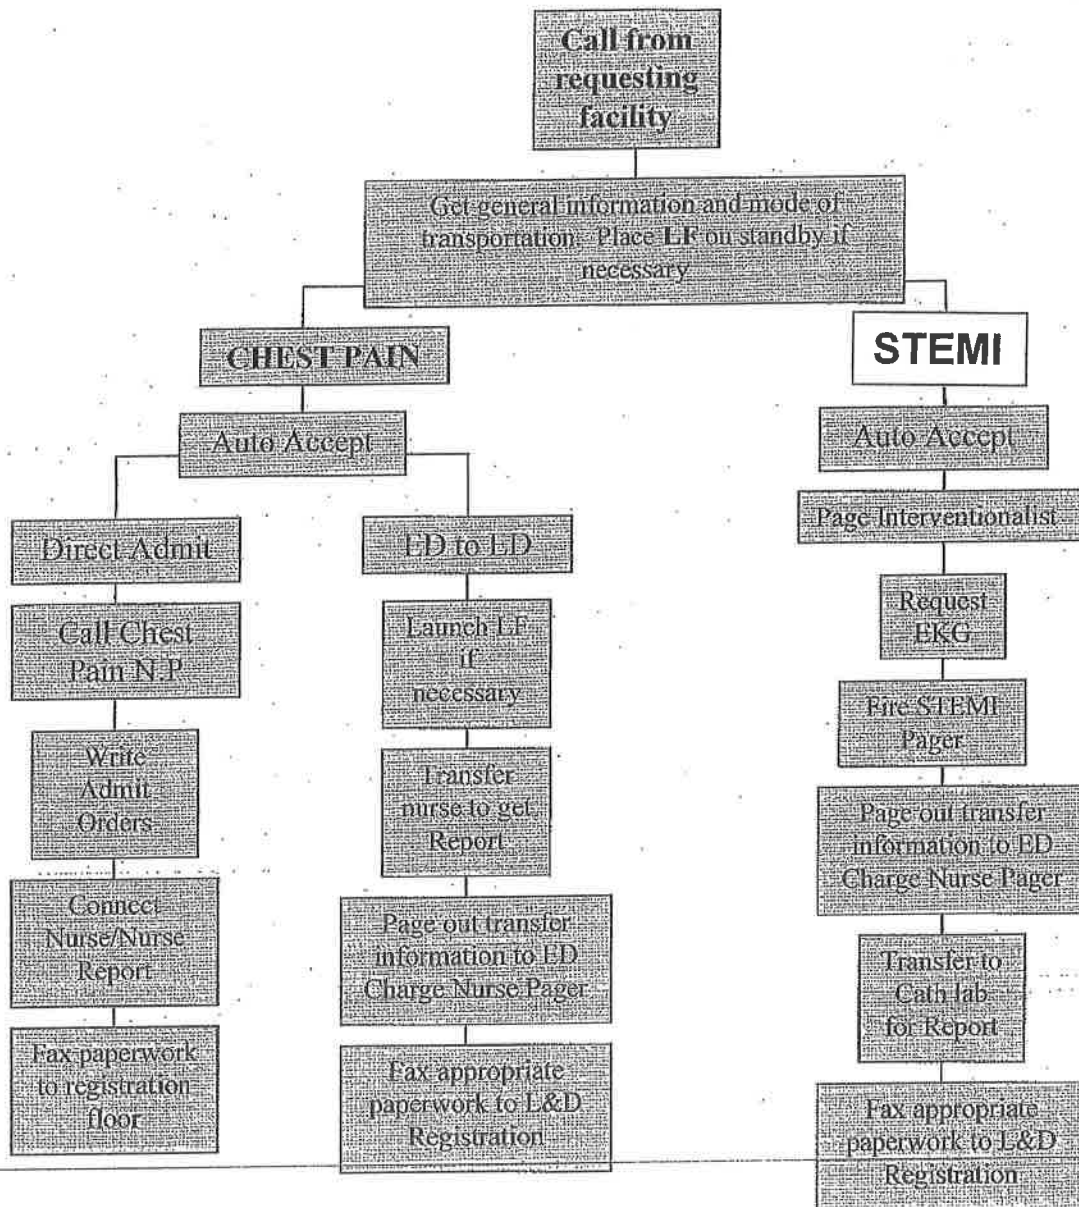 Call from
requesting
facility
Get general information and mode of
transportation. Place LF on standby if
necessary
CHEST PAIN
Auto Accept
Direct Admit
Call Chest
Pain N.P
Write
Admit
Orders
Connect
Nurse/Nurse
Report
Fax paperwork
to registration
floor
ED to ED
Launch LF
if
necessary
Transfer
nurse to get
Report
Page out transfer
information to ED
Charge Nurse Pager
Fax appropriate
paperwork to L&D
Registration
STEMI
Auto Accept
Page Interventionalist
Request
EKG
Fire STEMI
Pager
Page out transfer
information to ED
Charge Nurse Pager
Transfer to
Cath lab
for Report
Fax appropriate
paperwork to L&D
Registration